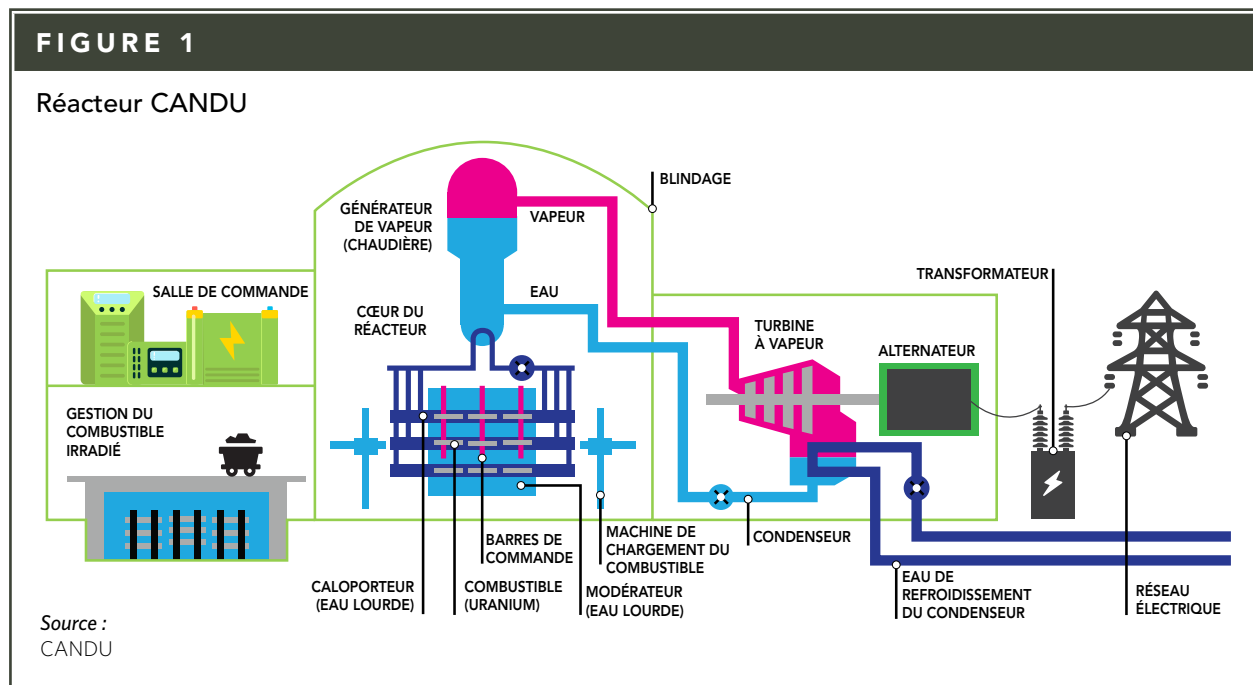 FIGURE 1
Réacteur CANDU
BLINDAGE
GÉNÉRATEUR
DE VAPEUR
(CHAUDIÈRE)
VAPEUR
SALLE DE COMMANDE
EAU
CŒUR DU
RÉACTEUR
TRANSFORMATEUR
TURBINE
À VAPEUR
ALTERNATEUR
GESTION DU
COMBUSTIBLE
IRRADIÉ
BARRES DE
COMMANDE
MACHINE DE
CHARGEMENT DU
COMBUSTIBLE
CONDENSEUR
CALOPORTEUR
(EAU LOURDE)
COMBUSTIBLE
(URANIUM)
MODÉRATEUR
(EAU LOURDE)
EAU DE
REFROIDISSEMENT
DU CONDENSEUR
RÉSEAU
ÉLECTRIQUE
Source :
CANDU